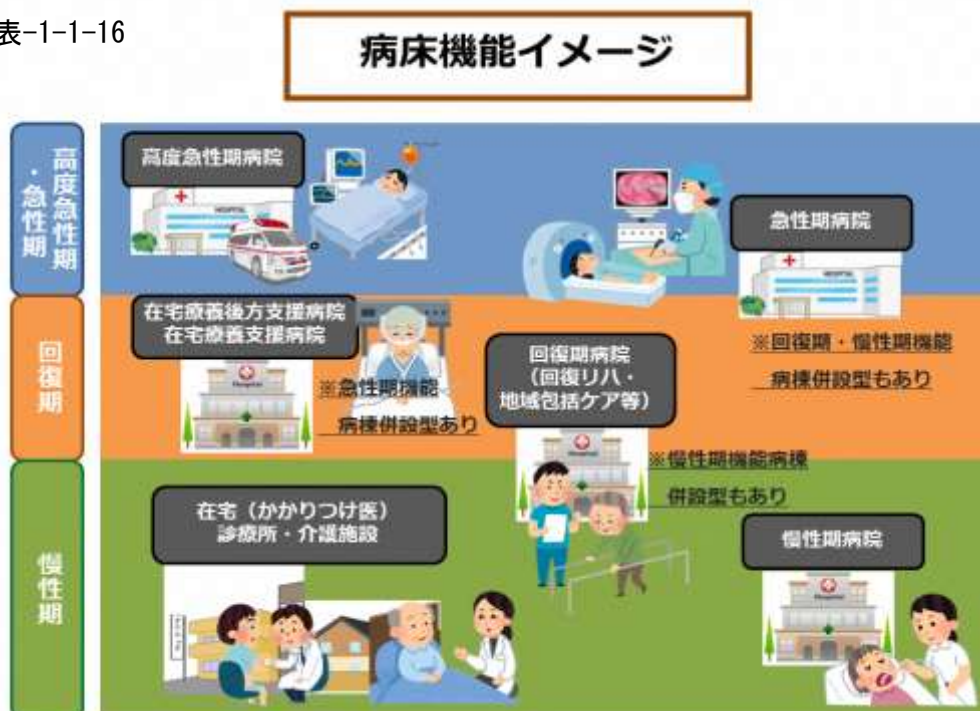 表-1-1-16
病床機能イメージ
高度急性期
・急性期
高度急性期病院
急性期病院
在宅療養後方支援病院
在宅療養支援病院
※急性期機能
病棟併設型あり
回復期
回復期病院
（回復リハ・
地域包括ケア等）
※回復期・慢性期機能
病棟併設型もあり
※慢性期機能病棟
併設型もあり
慢性期
在宅（かかりつけ医）
診療所・介護施設
慢性期病院
HOSPITAL
HOSPITAL
Hospital
Hospital
Hospital